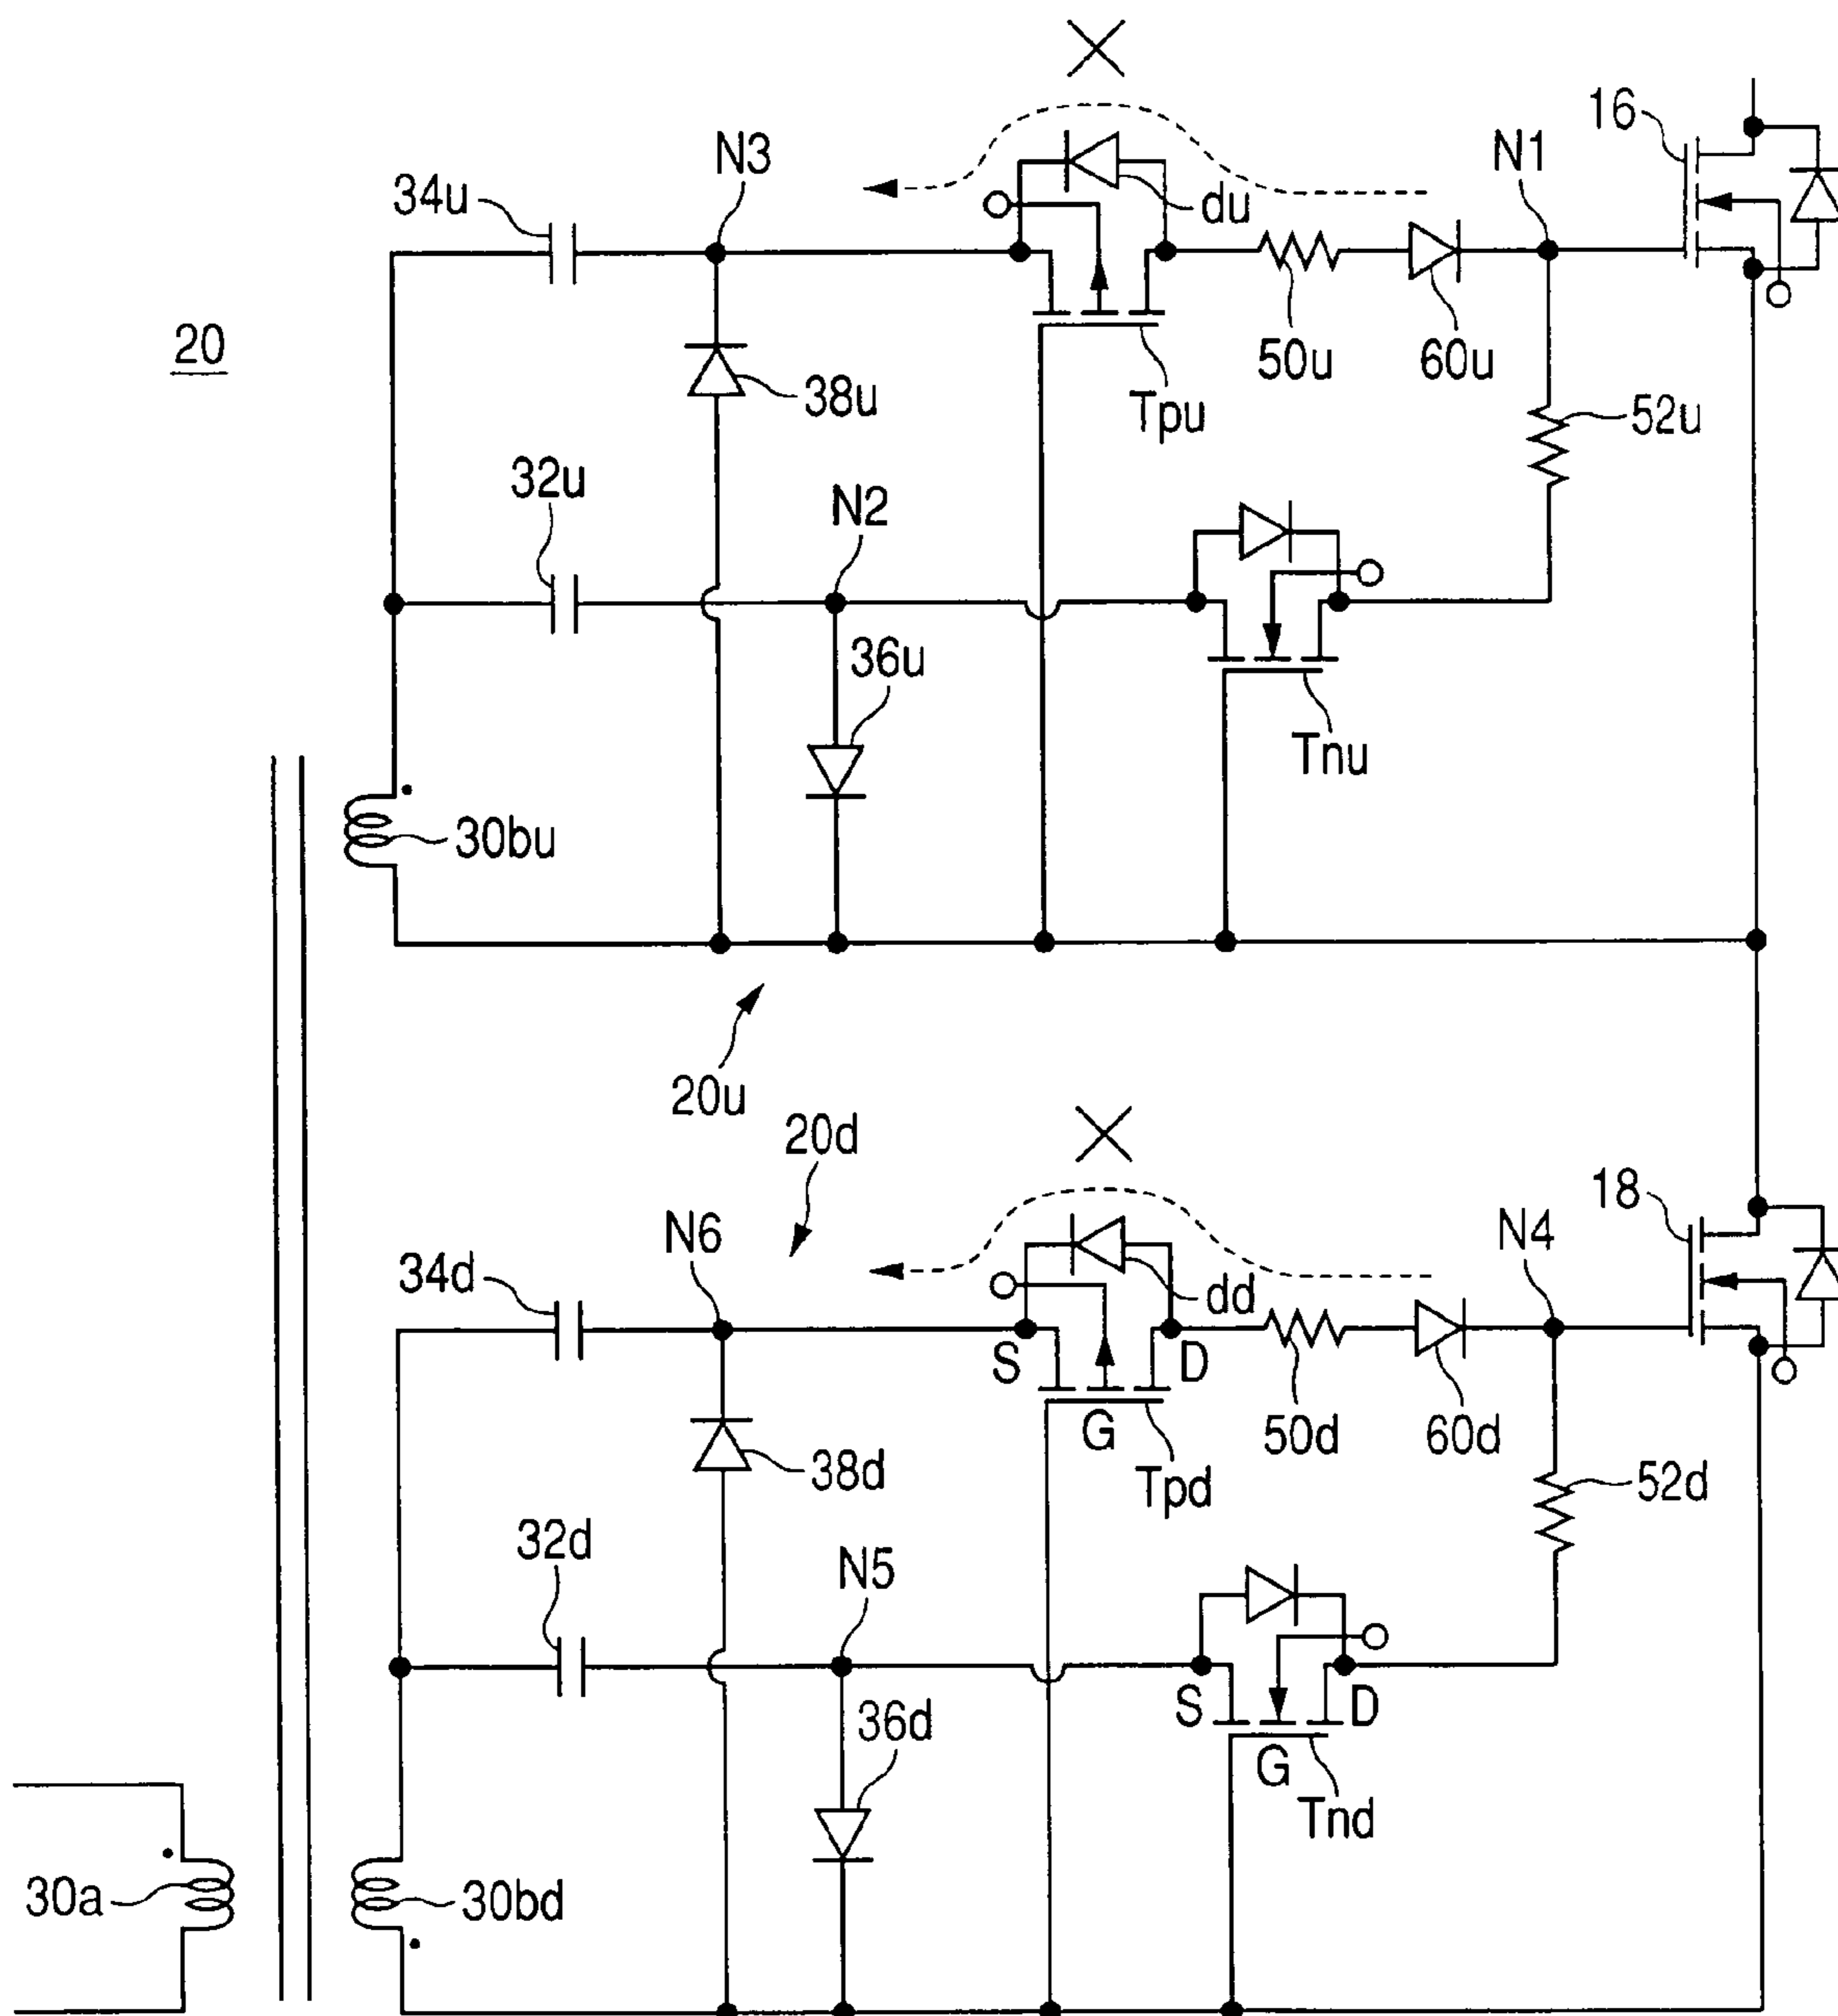 16
N3
N1
34u
du
20
50u
60u
38u
Tpu
52u
32u
N2
36u
Tnu
30bu
20u
20d
18
N6
N4
34d
dd
S
D
G
50d
60d
38d
Tpd
52d
32d
N5
S
D
36d
G
Tnd
30a
30bd